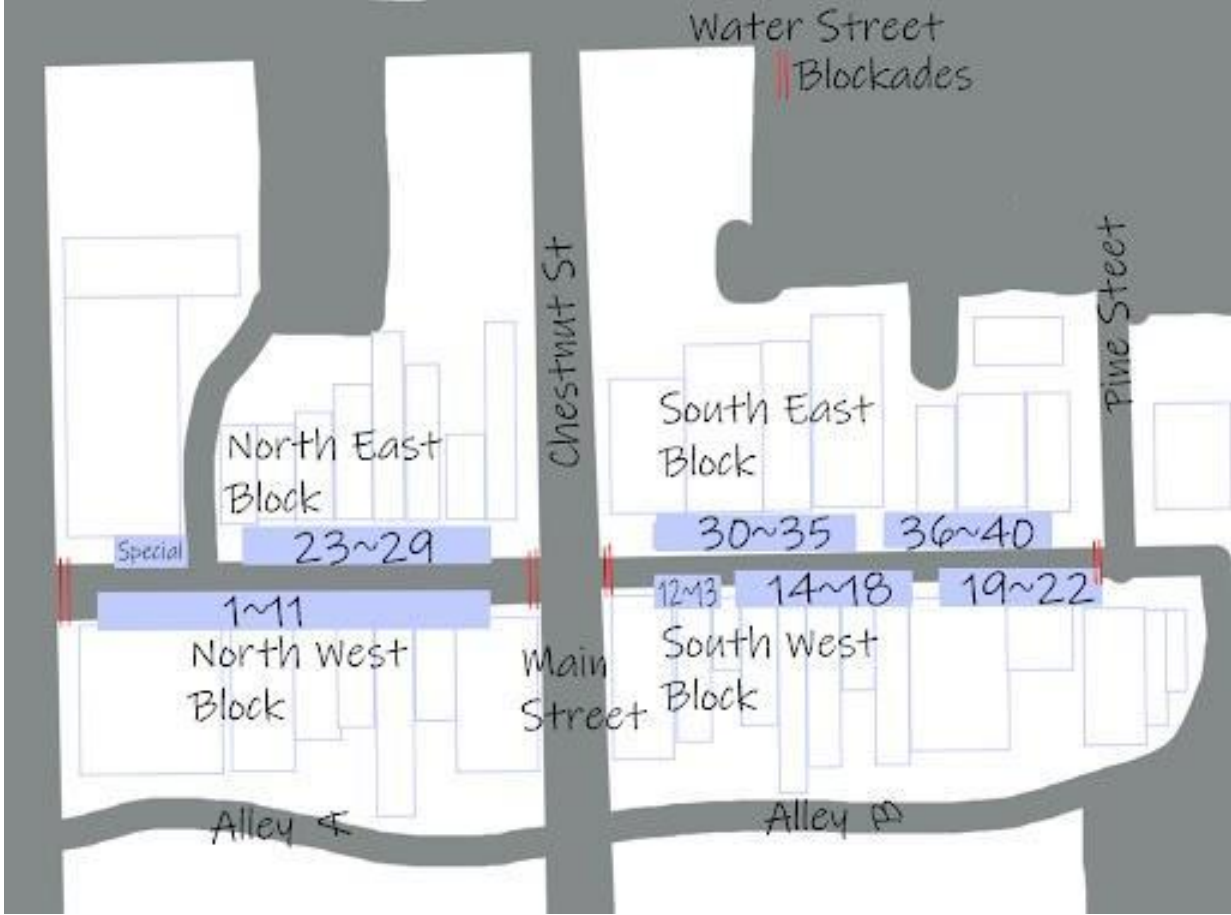 Water Street
Blockades
Chestnut St
Pine Steet
North East
Block
South East
Block
Special
23~29
30~35
36~40
1~11
12~13
14~18
19~22
North West
Block
Main
Street
South West
Block
Alley A
Alley B